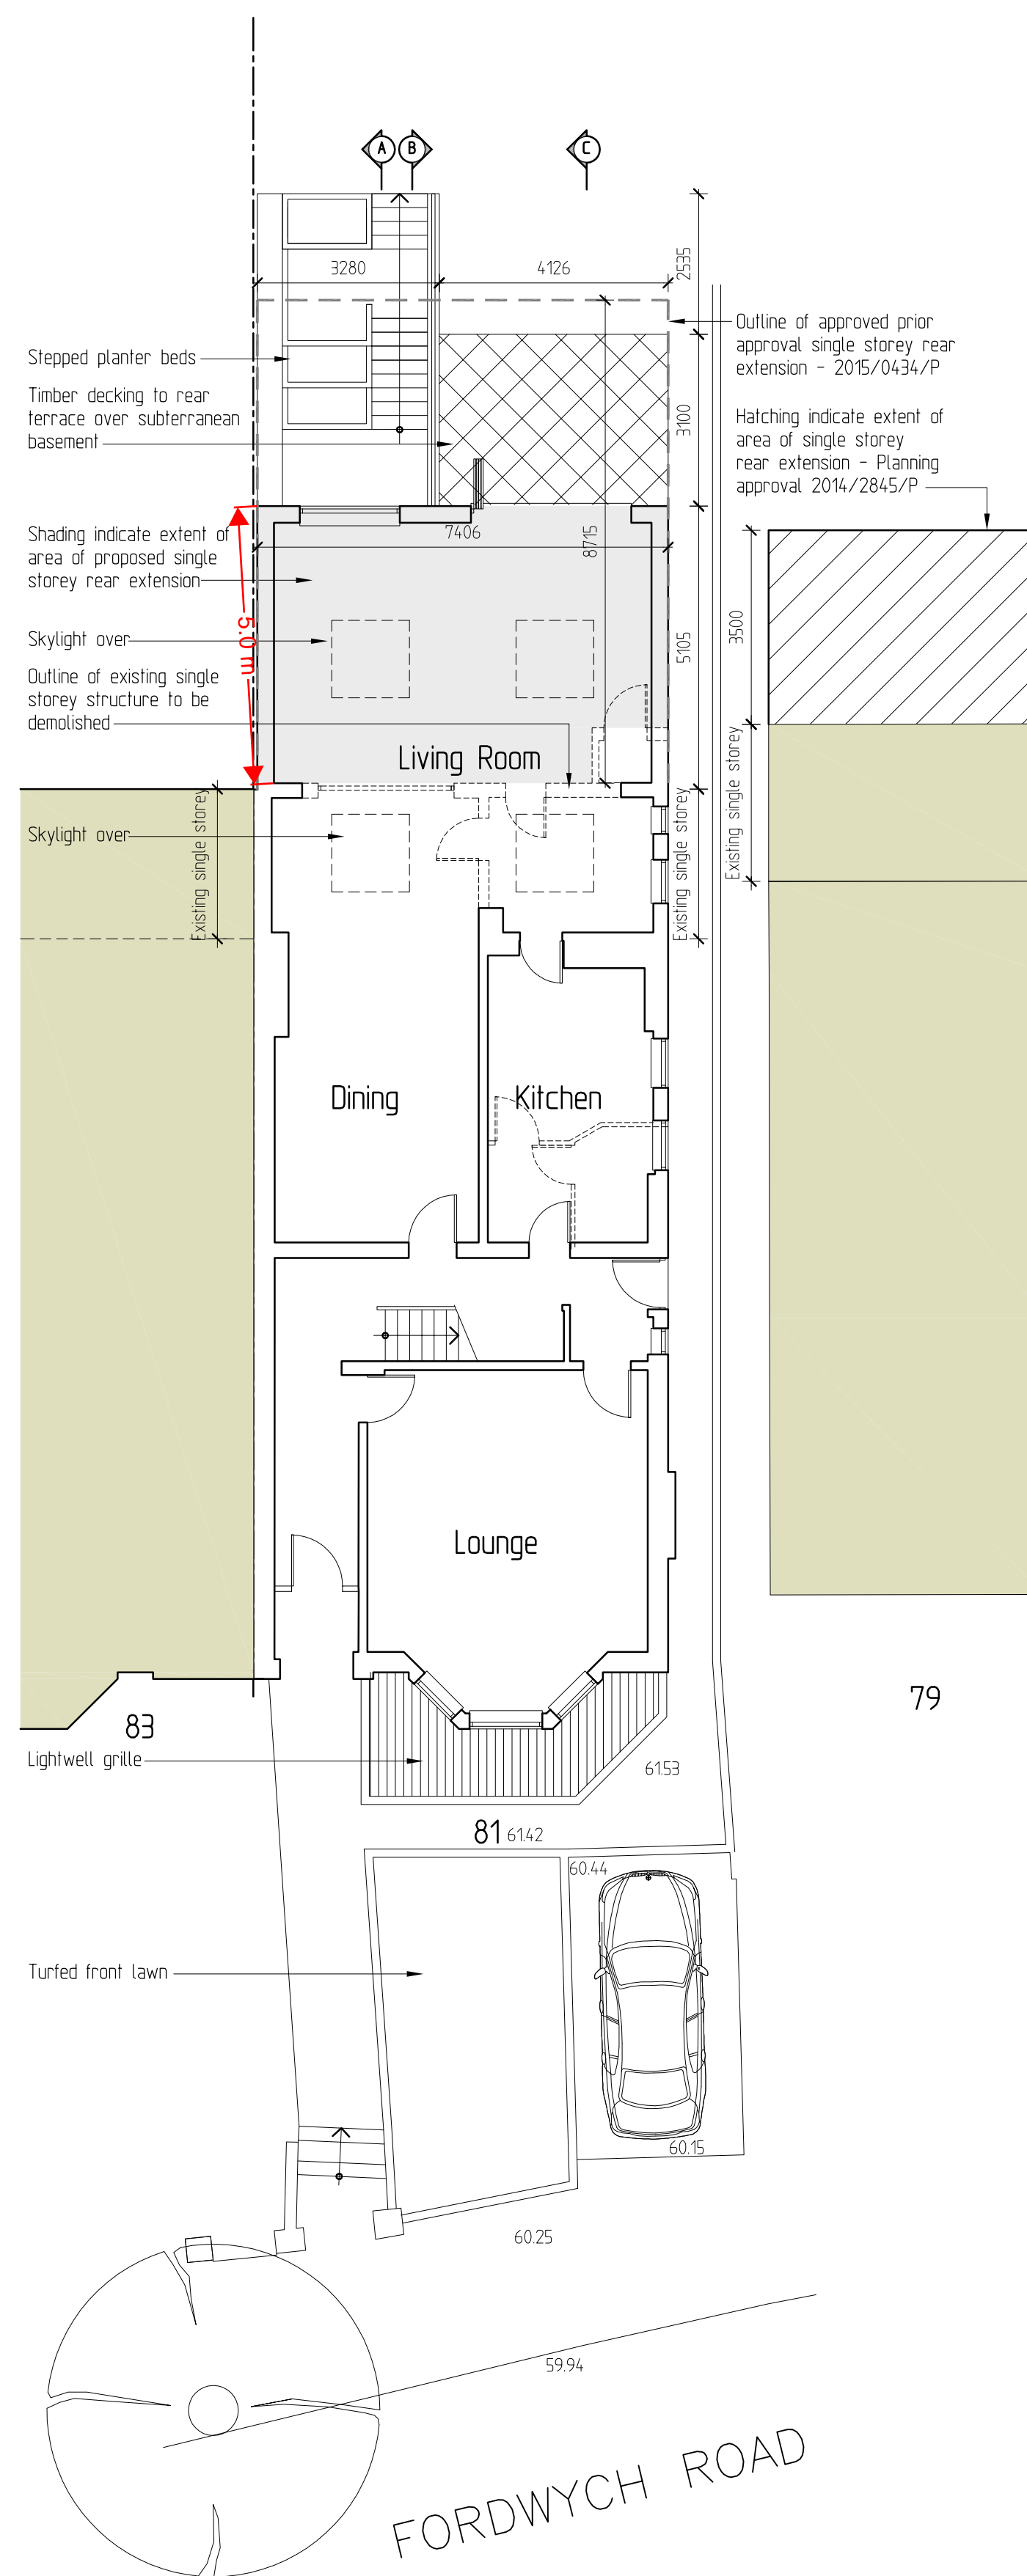 A
B
C
3280
4126
2535
Outline of approved prior
approval single storey rear
extension - 2015/0434/P
Stepped planter beds
Timber decking to rear
terrace over subterranean
basement
3100
Hatching indicate extent of
area of single storey
rear extension - Planning
approval 2014/2845/P
Shading indicate extent of
area of proposed single
storey rear extension
7406
8715
5.0 m
5105
3500
Skylight over
Outline of existing single
storey structure to be
demolished
Living Room
Existing single storey
Skylight over
Existing single storey
Existing single storey
Dining
Kitchen
Lounge
83
79
Lightwell grille
61.53
81
61.42
60.44
Turfed front lawn
60.15
60.25
59.94
FORDWYCH ROAD